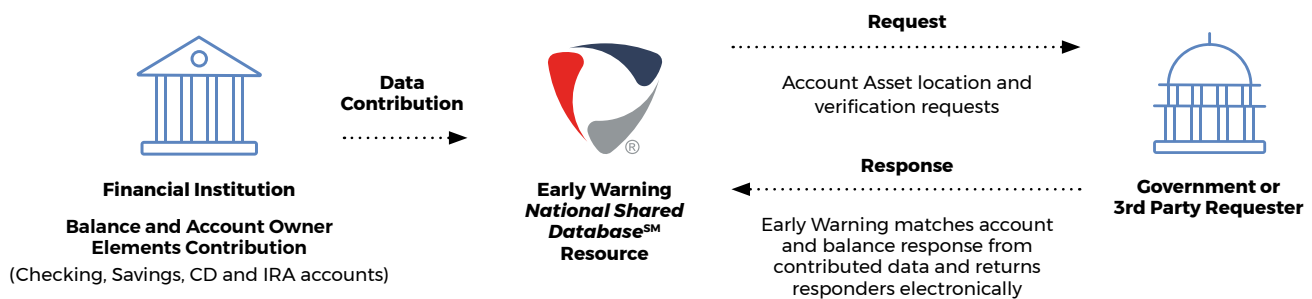 Financial Institution
Balance and Account Owner
Elements Contribution
(Checking, Savings, CD and IRA accounts)
Data
Contribution
®
Early Warning
National Shared
Database℠
Resource
Request
Account Asset location and
verification requests
Response
Early Warning matches account
and balance response from
contributed data and returns
responders electronically
Government or
3rd Party Requester